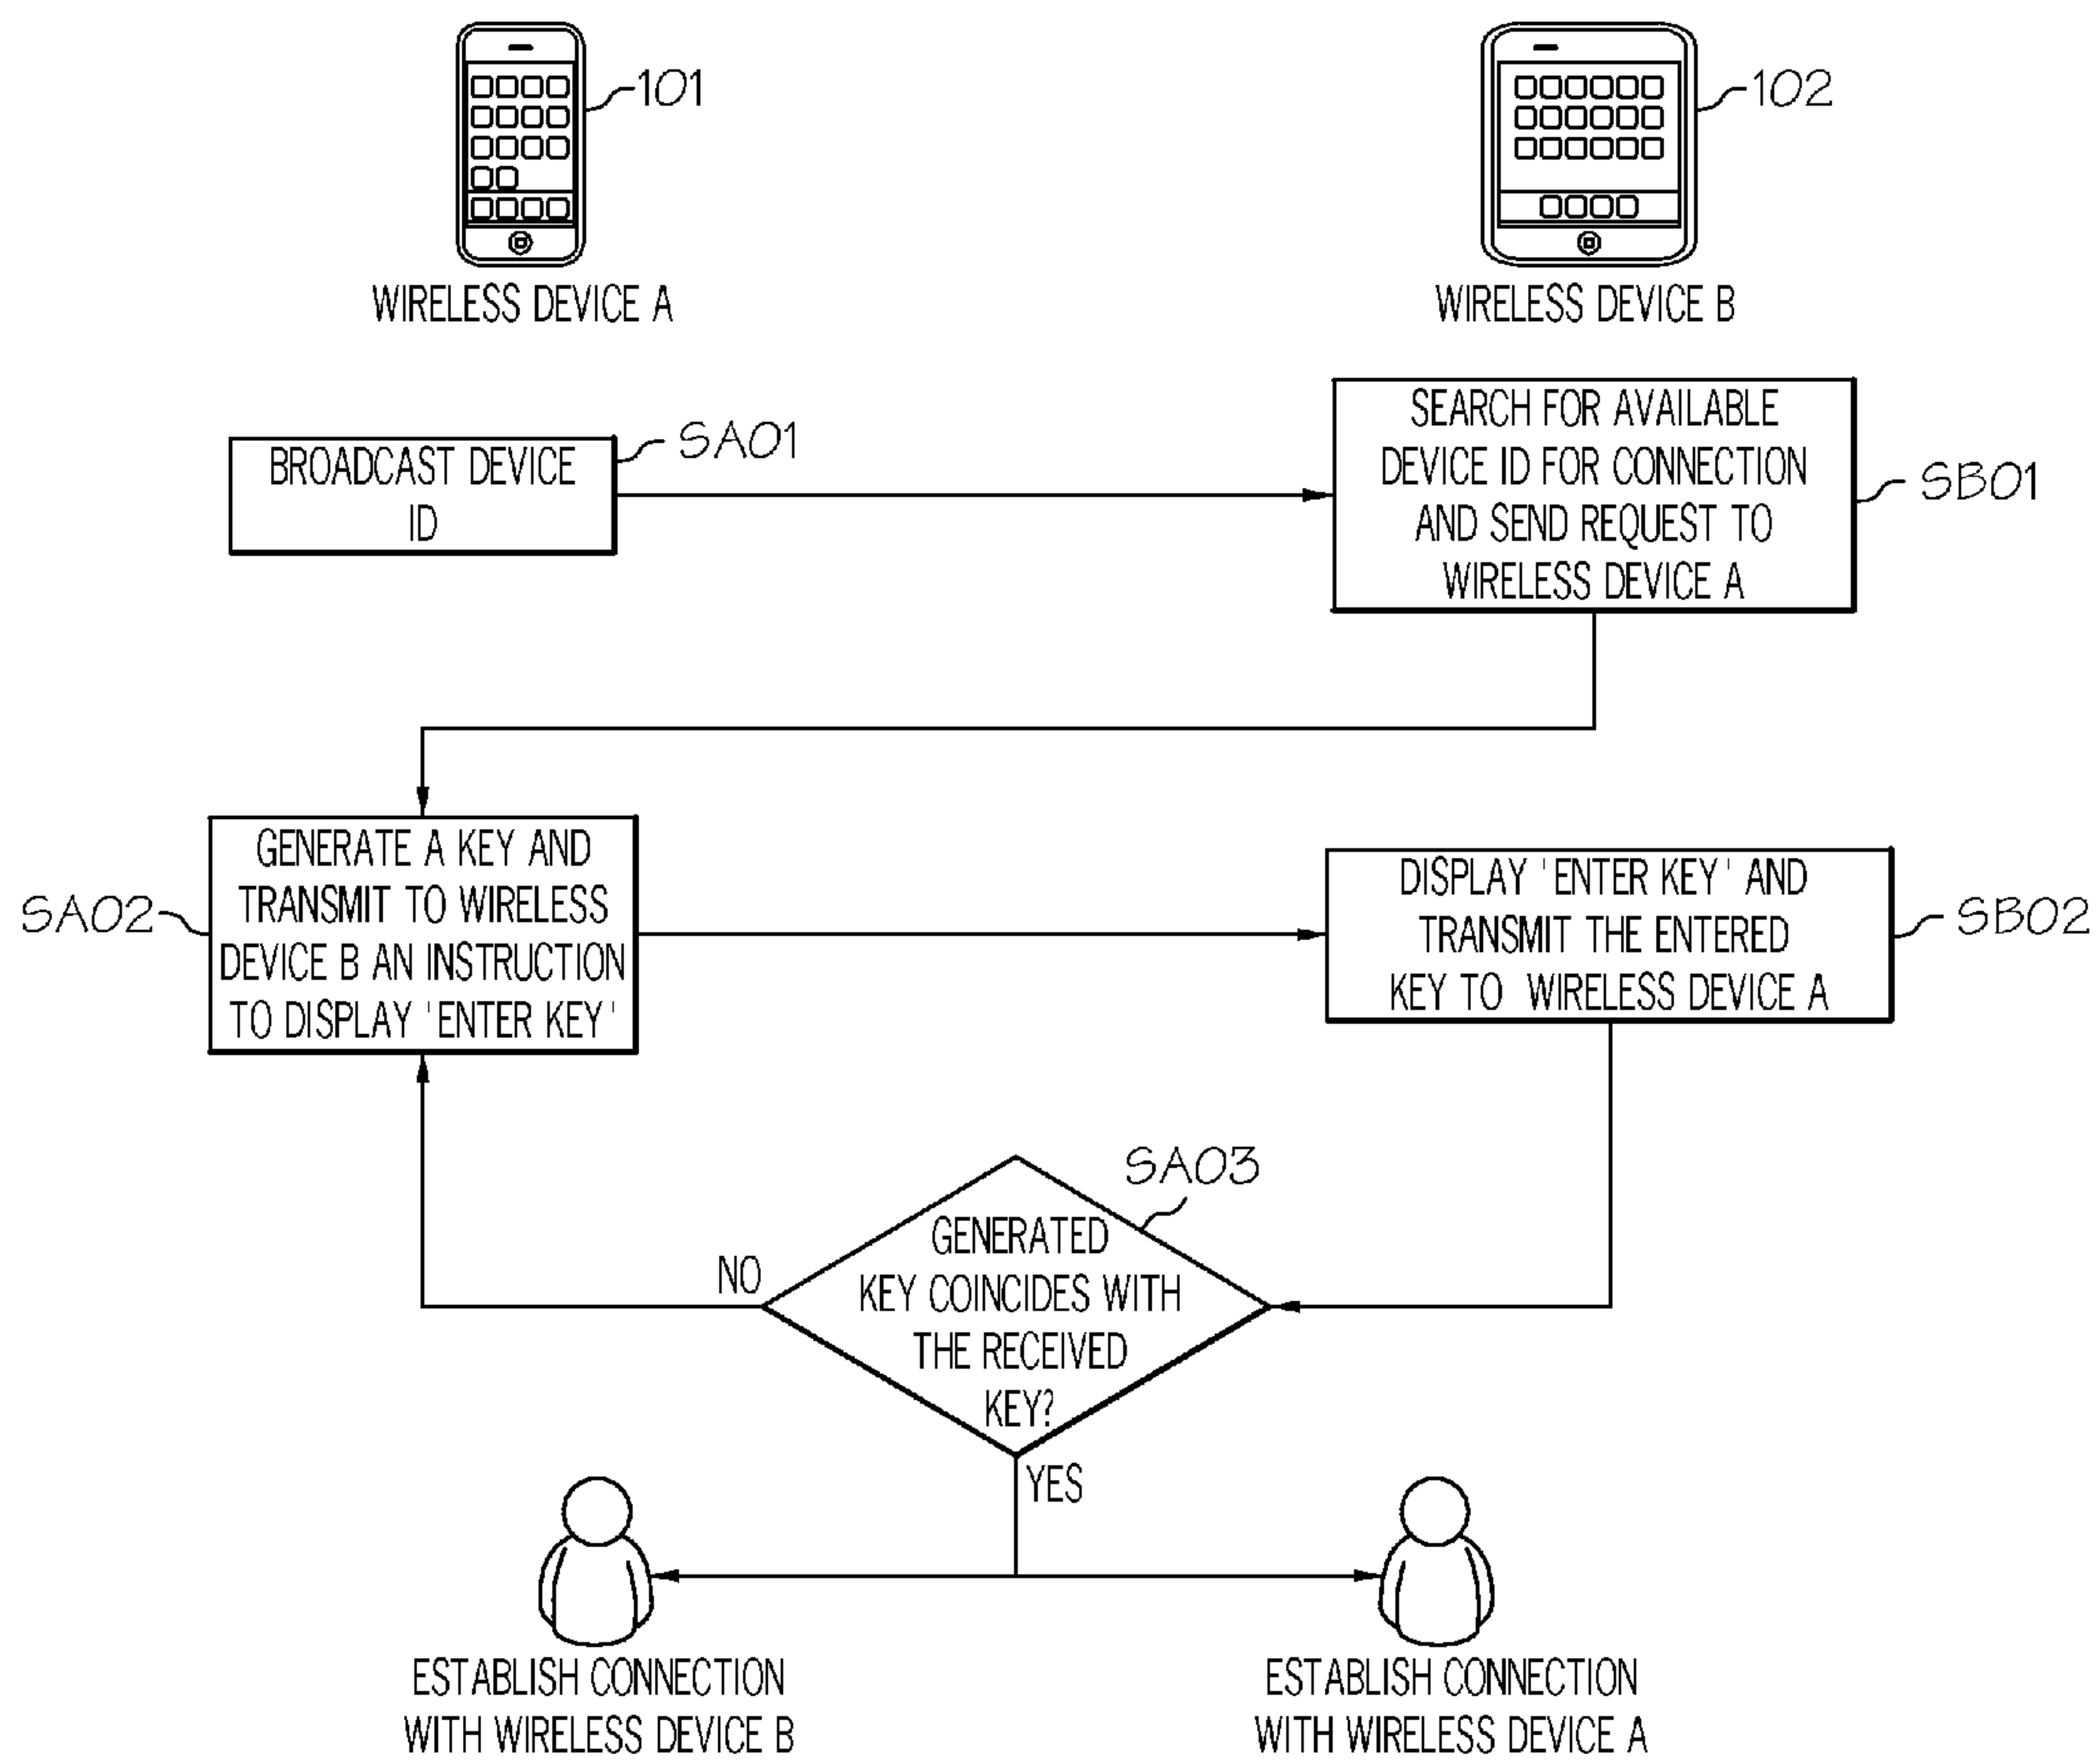 101
102
WIRELESS DEVICE A
WIRELESS DEVICE B
BROADCAST DEVICE
ID
SA01
SEARCH FOR AVAILABLE
DEVICE ID FOR CONNECTION
AND SEND REQUEST TO
WIRELESS DEVICE A
SB01
SA02
GENERATE A KEY AND
TRANSMIT TO WIRELESS
DEVICE B AN INSTRUCTION
TO DISPLAY 'ENTER KEY'
DISPLAY 'ENTER KEY' AND
TRANSMIT THE ENTERED
KEY TO WIRELESS DEVICE A
SB02
SA03
GENERATED
KEY COINCIDES WITH
THE RECEIVED
KEY?
NO
YES
ESTABLISH CONNECTION
WITH WIRELESS DEVICE B
ESTABLISH CONNECTION
WITH WIRELESS DEVICE A